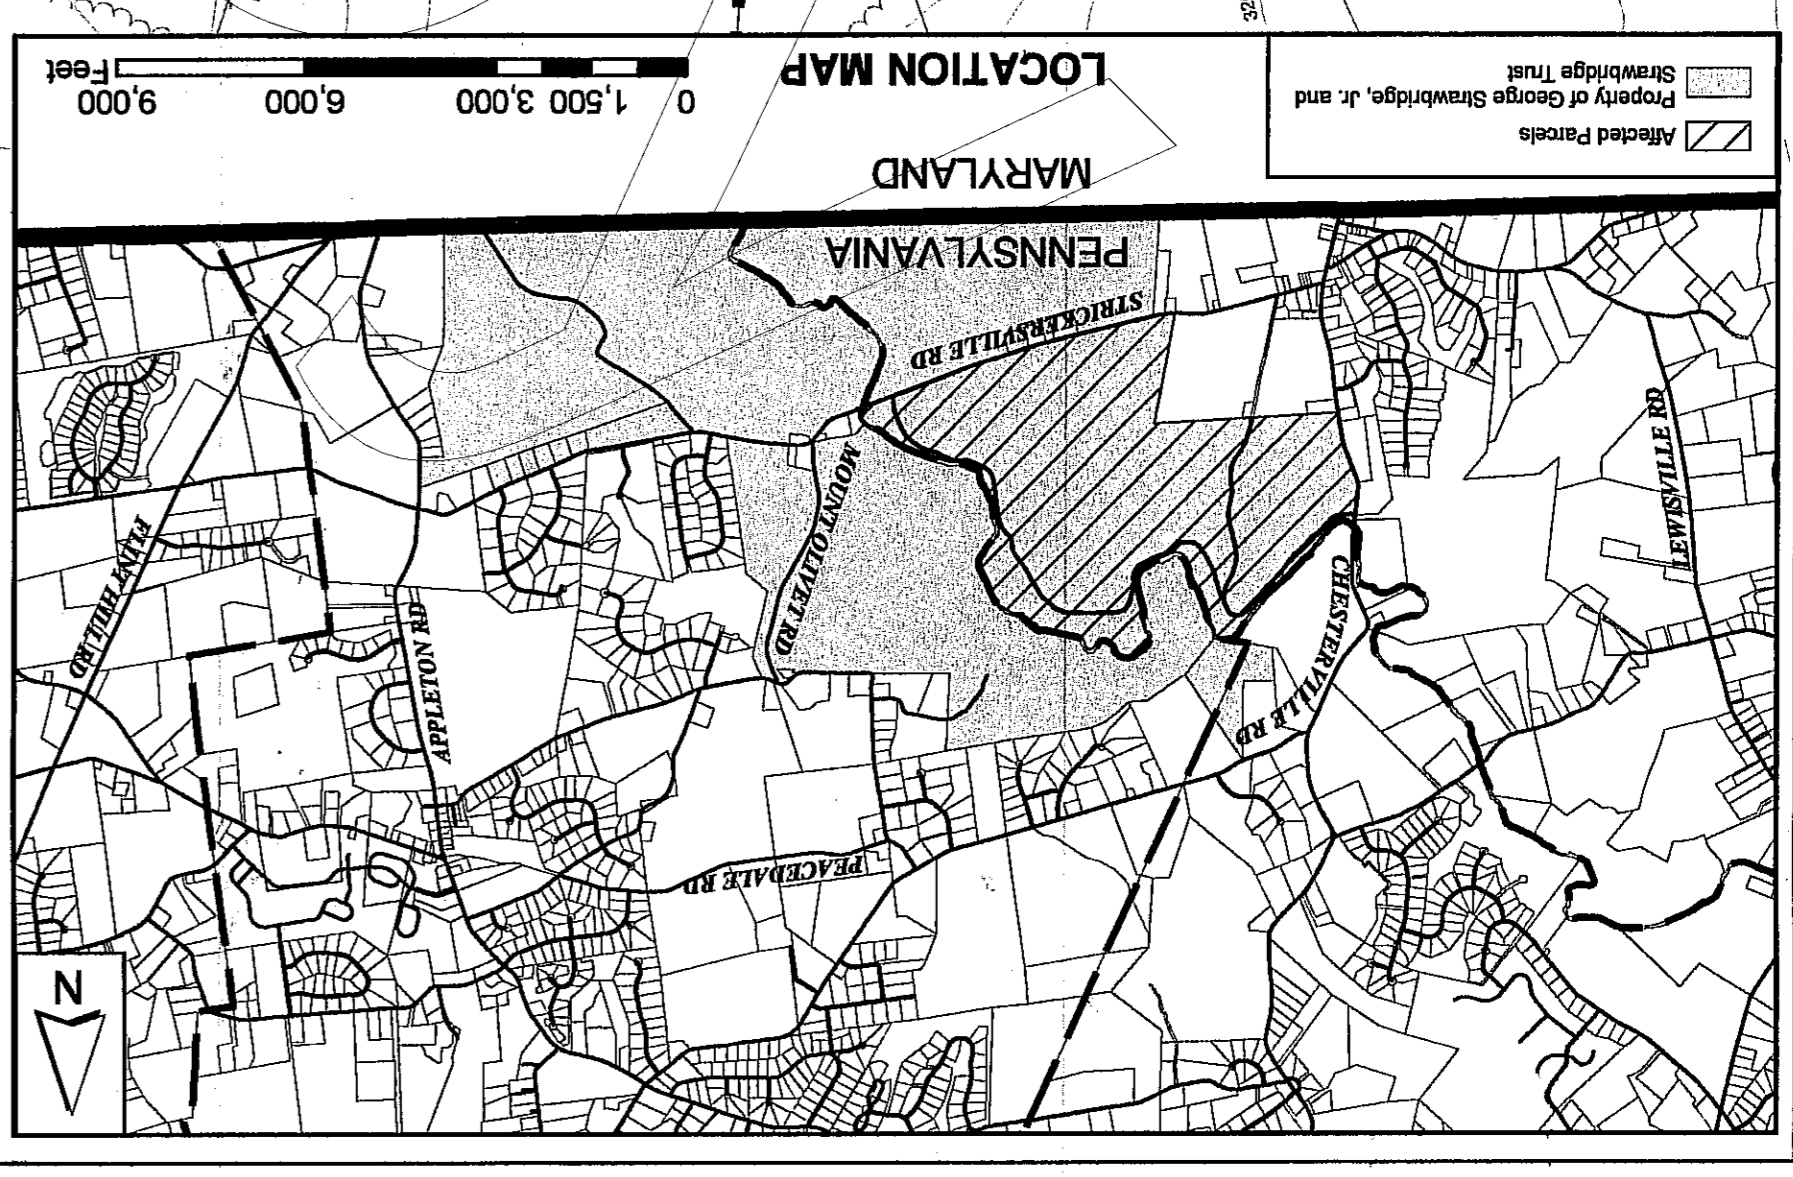 N
PEACEDALE RD
CHESTERVILLE RD
APPLETON RD
FLINT HILL RD
LEWISVILLE RD
MOUNT OLIVET RD
STRICKERSVILLE RD
PENNSYLVANIA
MARYLAND
Affected Parcels
Property of George Strawbridge, Jr. and
Strawbridge Trust
LOCATION MAP
0 1,500 3,000 6,000 9,000
Feet
32